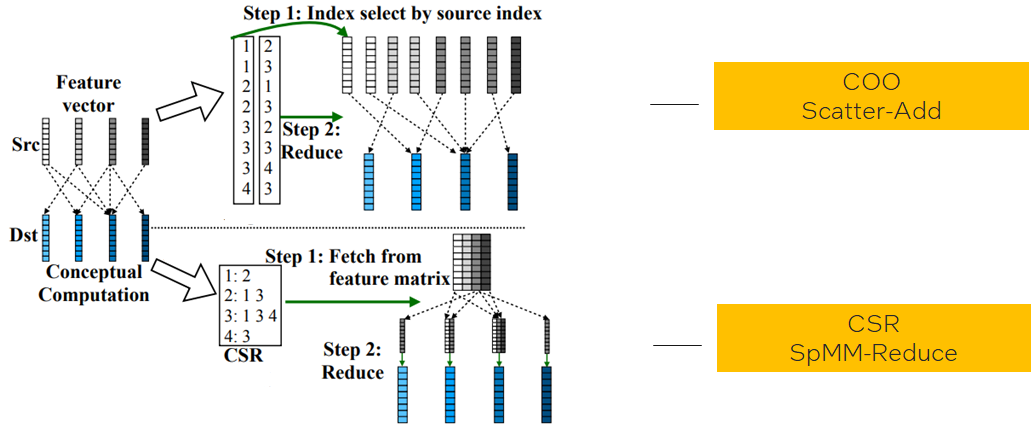 Step 1: Index select by source index
1 2
1 3
2 1
2 3
3 2
3 3
3 4
4 3
Feature
vector
Src
Step 2:
Reduce
Dst
Conceptual
Computation
Step 1: Fetch from
feature matrix
1: 2
2: 1 3
3: 1 3 4
4: 3
CSR
Step 2:
Reduce
COO
Scatter-Add
CSR
SpMM-Reduce